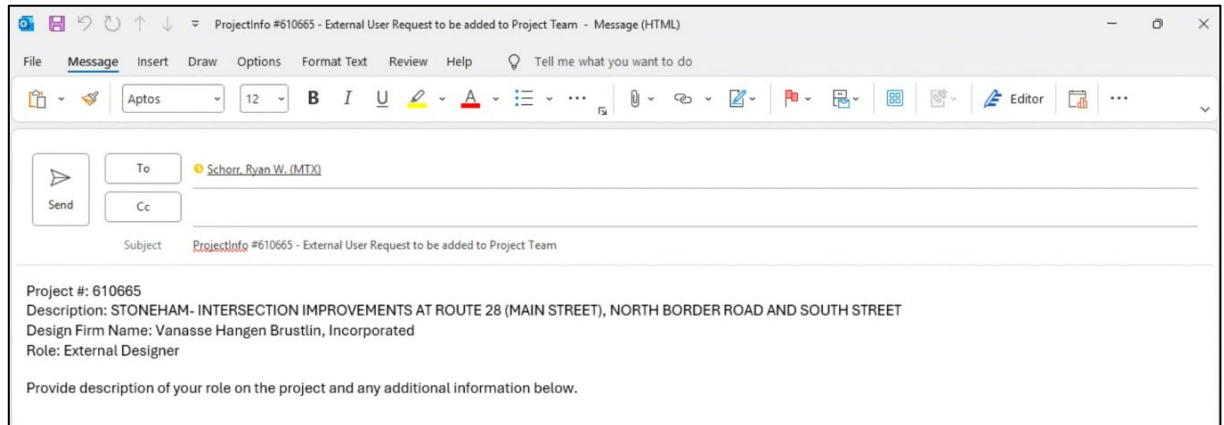 ProjectInfo #610665 - External User Request to be added to Project Team - Message (HTML)
File Message Insert Draw Options Format Text Review Help Tell me what you want to do
Aptos 12 B I U A Editor
To Schorr, Ryan W. (MTX)
Send
Cc
Subject ProjectInfo #610665 - External User Request to be added to Project Team
Project #: 610665
Description: STONEHAM- INTERSECTION IMPROVEMENTS AT ROUTE 28 (MAIN STREET), NORTH BORDER ROAD AND SOUTH STREET
Design Firm Name: Vanasse Hangen Brustlin, Incorporated
Role: External Designer
Provide description of your role on the project and any additional information below.